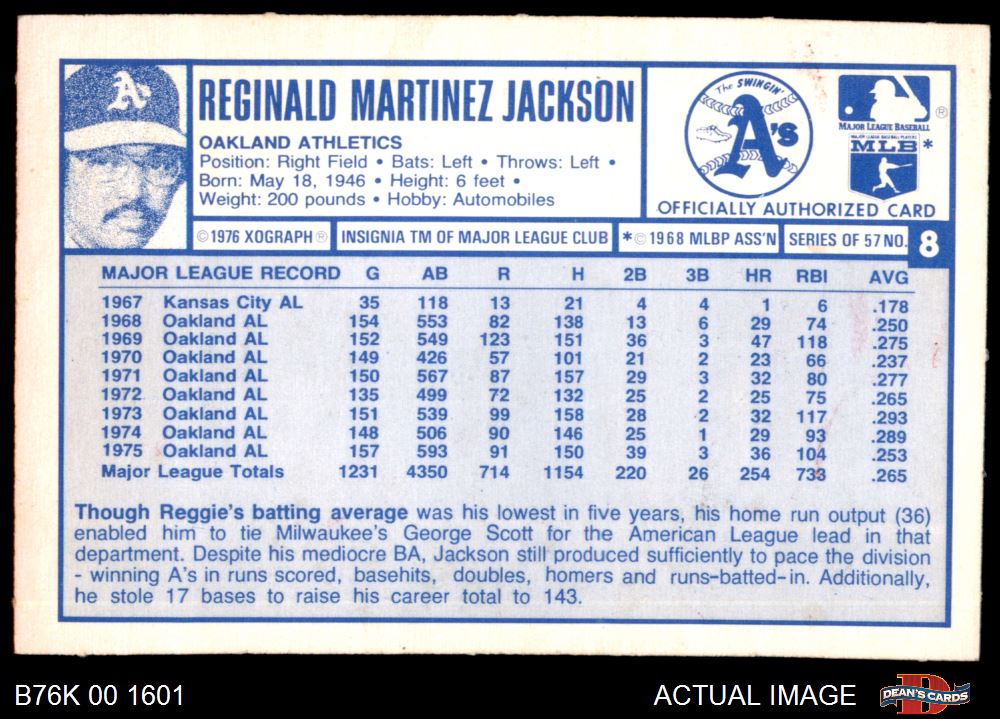 A's
REGINALD MARTINEZ JACKSON
OAKLAND ATHLETICS
Position: Right Field • Bats: Left • Throws: Left •
Born: May 18, 1946 • Height: 6 feet •
Weight: 200 pounds • Hobby: Automobiles
The SWINGIN'
A's
MAJOR LEAGUE BASEBALL ®
MAJOR LEAGUE BASEBALL PLAYERS
MLB *
OFFICIALLY AUTHORIZED CARD
© 1976 XOGRAPH ® INSIGNIA TM OF MAJOR LEAGUE CLUB * © 1968 MLBP ASS'N SERIES OF 57 NO. 8
MAJOR LEAGUE RECORD G AB R H 2B 3B HR RBI AVG
1967 Kansas City AL 35 118 13 21 4 4 1 6 .178
1968 Oakland AL 154 553 82 138 13 6 29 74 .250
1969 Oakland AL 152 549 123 151 36 3 47 118 .275
1970 Oakland AL 149 426 57 101 21 2 23 66 .237
1971 Oakland AL 150 567 87 157 29 3 32 80 .277
1972 Oakland AL 135 499 72 132 25 2 25 75 .265
1973 Oakland AL 151 539 99 158 28 2 32 117 .293
1974 Oakland AL 148 506 90 146 25 1 29 93 .289
1975 Oakland AL 157 593 91 150 39 3 36 104 .253
Major League Totals 1231 4350 714 1154 220 26 254 733 .265
Though Reggie's batting average was his lowest in five years, his home run output (36)
enabled him to tie Milwaukee's George Scott for the American League lead in that
department. Despite his mediocre BA, Jackson still produced sufficiently to pace the division
- winning A's in runs scored, basehits, doubles, homers and runs-batted-in. Additionally,
he stole 17 bases to raise his career total to 143.
B76K 00 1601
ACTUAL IMAGE
D
DEAN'S CARDS